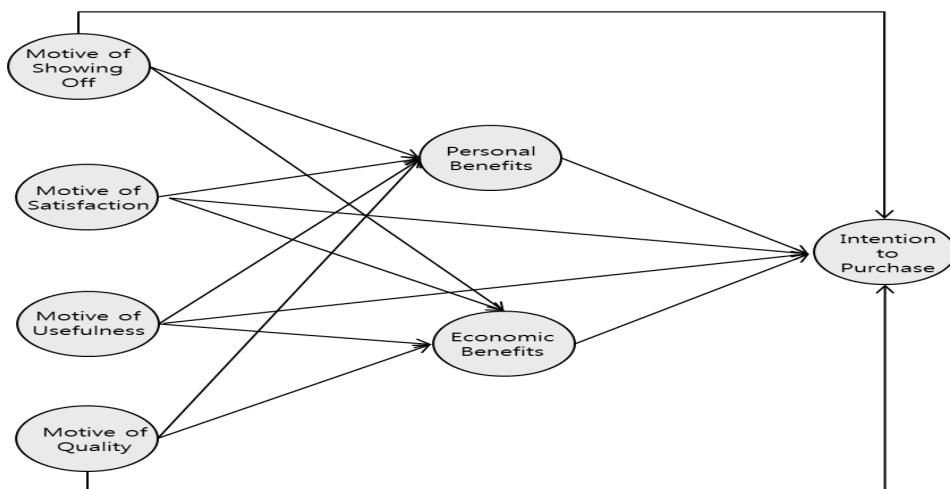 Motive of
Showing
Off
Personal
Benefits
Motive of
Satisfaction
Intention
to
Purchase
Motive of
Usefulness
Economic
Benefits
Motive of
Quality